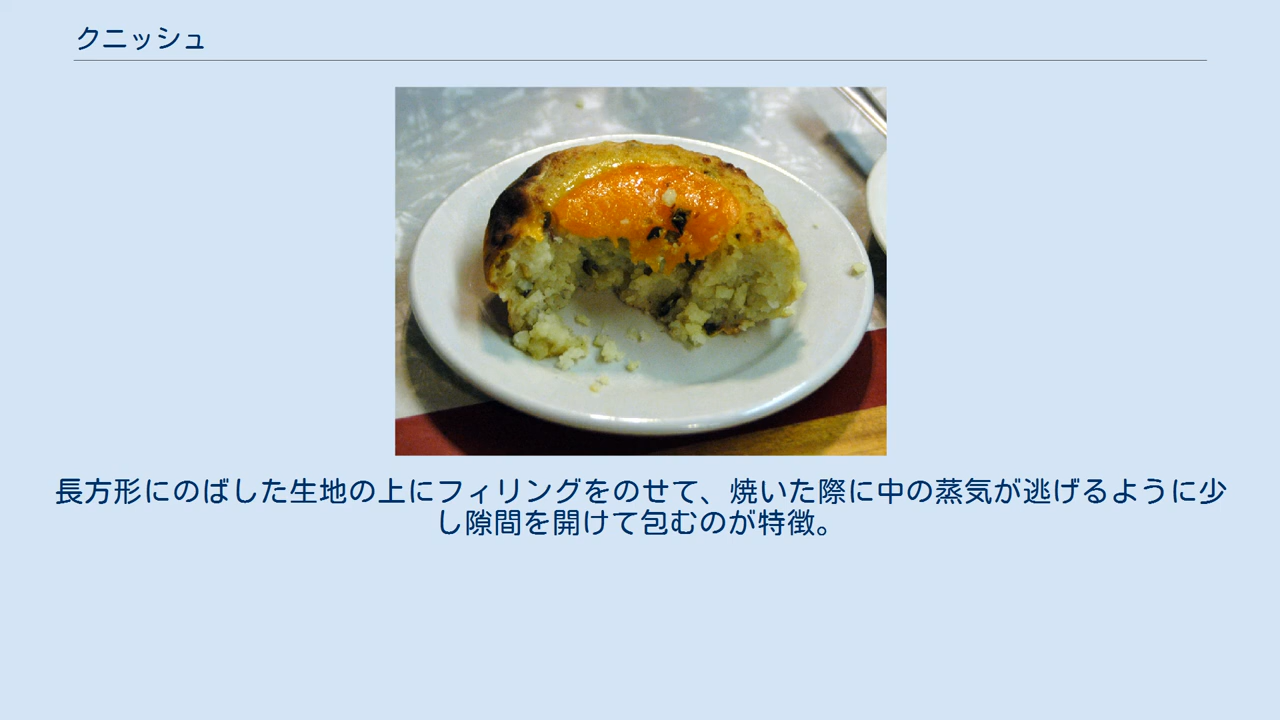 クニッシュ
長方形にのばした生地の上にフィリングをのせて、焼いた際に中の蒸気が逃げるように少
し隙間を開けて包むのが特徴。